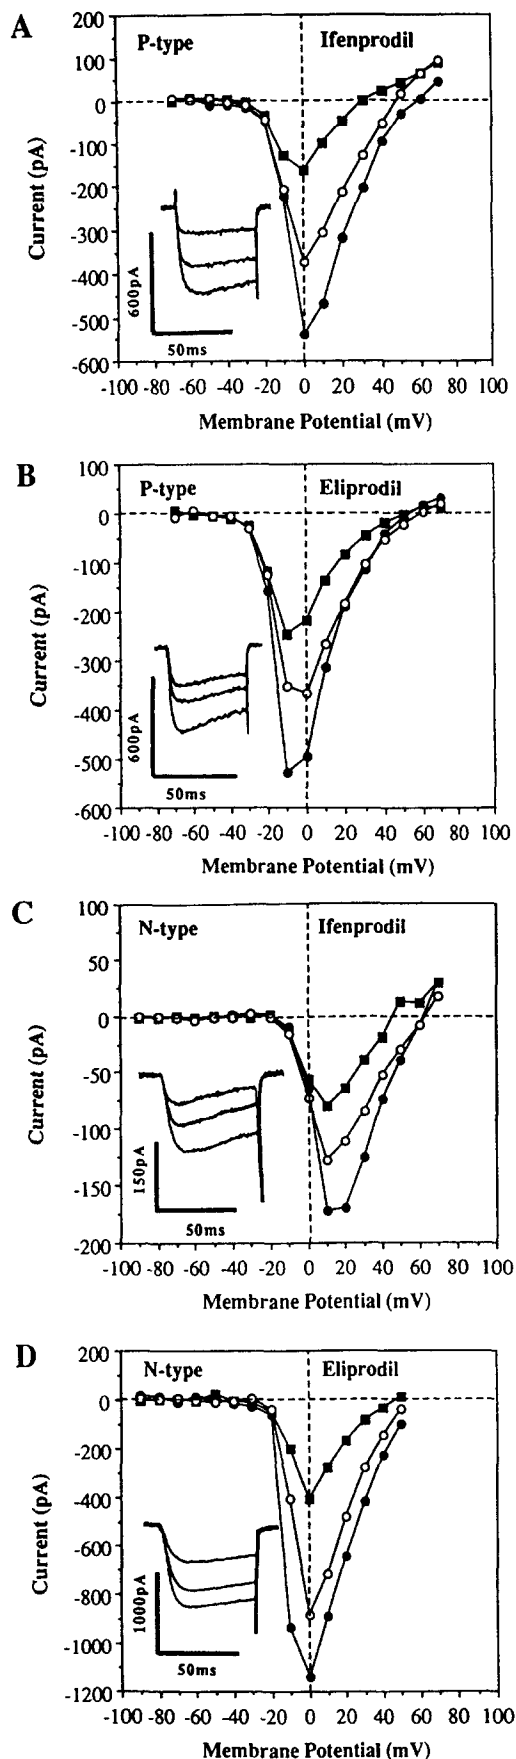 A
P-type Ifenprodil
200
100
0
-100
-200
-300
-400
-500
-600
Current (pA)
600pA
50ms
-100 -80 -60 -40 -20 0 20 40 60 80 100
Membrane Potential (mV)
B
P-type Eliprodil
100
0
-100
-200
-300
-400
-500
-600
Current (pA)
600pA
50ms
-100 -80 -60 -40 -20 0 20 40 60 80 100
Membrane Potential (mV)
C
N-type Ifenprodil
100
50
0
-50
-100
-150
-200
Current (pA)
150pA
50ms
-100 -80 -60 -40 -20 0 20 40 60 80 100
Membrane Potential (mV)
D
N-type Eliprodil
200
0
-200
-400
-600
-800
-1000
-1200
Current (pA)
1000pA
50ms
-100 -80 -60 -40 -20 0 20 40 60 80 100
Membrane Potential (mV)